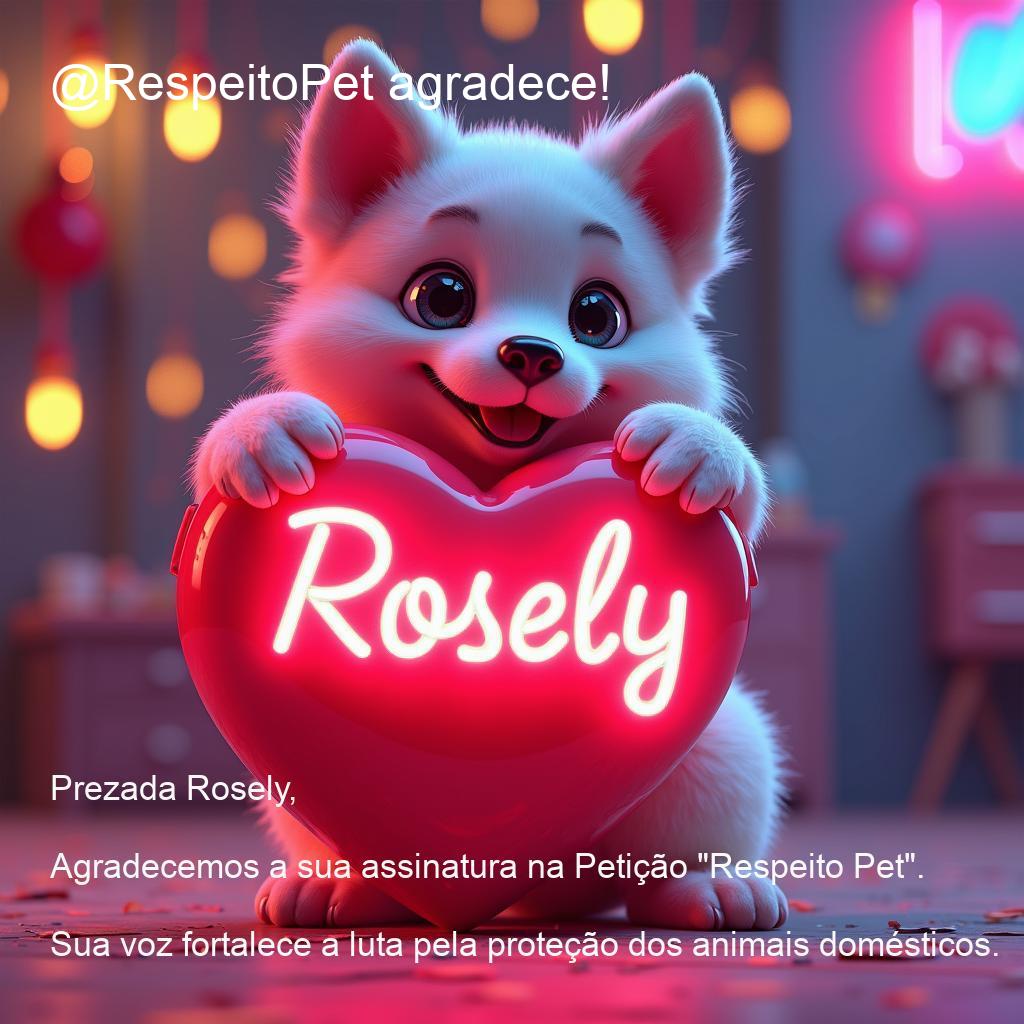 @RespeitoPet agradece!
Rosely
Prezada Rosely,
Agradecemos a sua assinatura na Petição "Respeito Pet".
Sua voz fortalece a luta pela proteção dos animais domésticos.